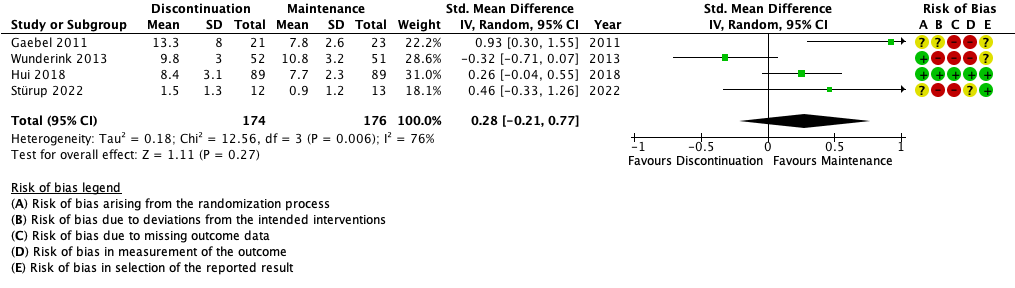 Discontinuation Maintenance Std. Mean Difference Std. Mean Difference Risk of Bias
Study or Subgroup Mean SD Total Mean SD Total Weight IV, Random, 95% CI Year IV, Random, 95% CI A B C D E
Gaebel 2011 13.3 8 21 7.8 2.6 23 22.2% 0.93 [0.30, 1.55] 2011 ? ? − − ?
Wunderink 2013 9.8 3 52 10.8 3.2 51 28.6% −0.32 [−0.71, 0.07] 2013 + − − − ?
Hui 2018 8.4 3.1 89 7.7 2.3 89 31.0% 0.26 [−0.04, 0.55] 2018 + + + + +
Stürup 2022 1.5 1.3 12 0.9 1.2 13 18.1% 0.46 [−0.33, 1.26] 2022 ? − − ? +
Total (95% CI) 174 176 100.0% 0.28 [−0.21, 0.77]
Heterogeneity: Tau² = 0.18; Chi² = 12.56, df = 3 (P = 0.006); I² = 76%
Test for overall effect: Z = 1.11 (P = 0.27)
−1 −0.5 0 0.5 1
Favours Discontinuation Favours Maintenance
Risk of bias legend
(A) Risk of bias arising from the randomization process
(B) Risk of bias due to deviations from the intended interventions
(C) Risk of bias due to missing outcome data
(D) Risk of bias in measurement of the outcome
(E) Risk of bias in selection of the reported result